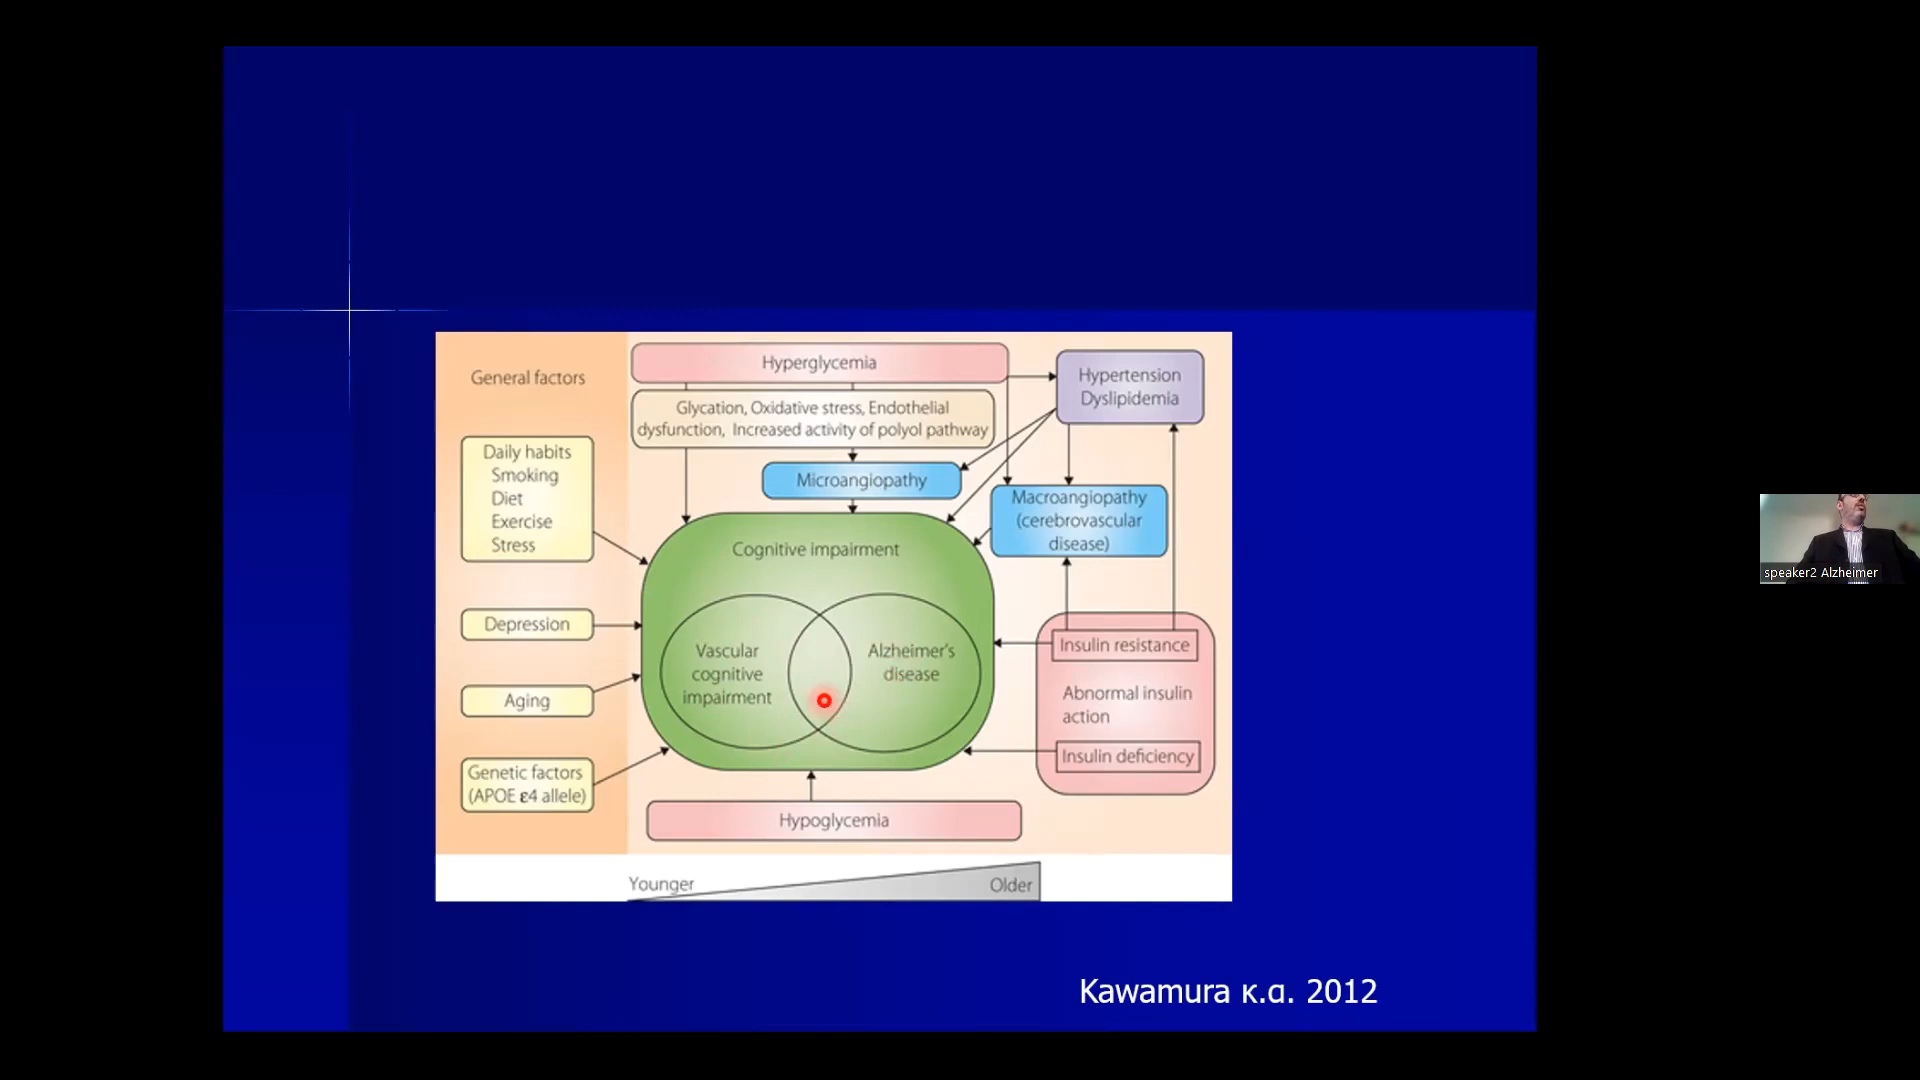 General factors
Daily habits
Smoking
Diet
Exercise
Stress
Depression
Aging
Genetic factors
(APOE ε4 allele)
Hyperglycemia
Glycation, Oxidative stress, Endothelial
dysfunction, Increased activity of polyol pathway
Microangiopathy
Hypertension
Dyslipidemia
Macroangiopathy
(cerebrovascular
disease)
Cognitive impairment
Vascular
cognitive
impairment
Alzheimer's
disease
Insulin resistance
Abnormal insulin
action
Insulin deficiency
Hypoglycemia
Younger
Older
Kawamura κ.α. 2012
speaker2 Alzheimer